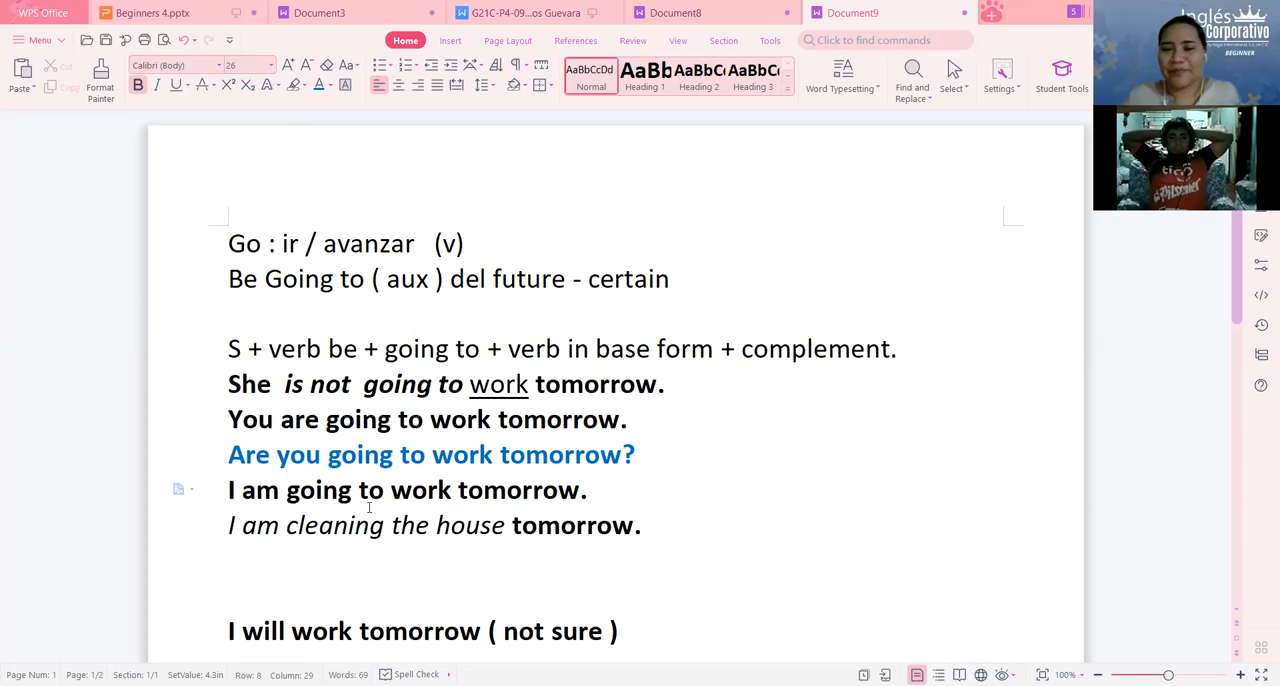 WPS Office Beginners 4.pptx Document3 G21C-P4-09...os Guevara Document8 Document9 S
Menu Home Insert Page Layout References Review View Section Tools Click to find commands
Paste Cut Copy Format Painter Calibri (Body) 26 AaBbCcDd Normal AaBb Heading 1 AaBbCc Heading 2 AaBbCc Heading 3 Word Typesetting Find and Replace Select Settings Student Tools
Inglés
Corporativo
BEGINNER
Go : ir / avanzar (v)
Be Going to ( aux ) del future - certain
S + verb be + going to + verb in base form + complement.
She is not going to work tomorrow.
You are going to work tomorrow.
Are you going to work tomorrow?
I am going to work tomorrow.
I am cleaning the house tomorrow.
I will work tomorrow ( not sure )
Page Num: 1 Page: 1/2 Section: 1/1 SetValue: 4.3in Row: 8 Column: 29 Words: 69 Spell Check 100%